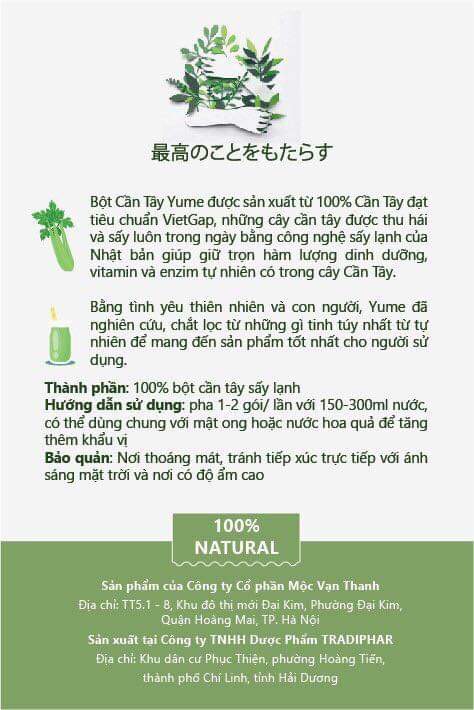 最高のことをもたらす
Bột Cần Tây Yume được sản xuất từ 100% Cần Tây đạt
tiêu chuẩn VietGap, những cây cần tây được thu hái
và sấy luôn trong ngày bằng công nghệ sấy lạnh của
Nhật bản giúp giữ trọn hàm lượng dinh dưỡng,
vitamin và enzim tự nhiên có trong cây Cần Tây.
Bằng tình yêu thiên nhiên và con người, Yume đã
nghiên cứu, chắt lọc từ những gì tinh túy nhất từ tự
nhiên để mang đến sản phẩm tốt nhất cho người sử
dụng.
Thành phần: 100% bột cần tây sấy lạnh
Hướng dẫn sử dụng: pha 1-2 gói/ lần với 150-300ml nước,
có thể dùng chung với mật ong hoặc nước hoa quả để tăng
thêm khẩu vị
Bảo quản: Nơi thoáng mát, tránh tiếp xúc trực tiếp với ánh
sáng mặt trời và nơi có độ ẩm cao
100%
NATURAL
Sản phẩm của Công ty Cổ phần Mộc Vạn Thanh
Địa chỉ: TT5.1 - 8, Khu đô thị mới Đại Kim, Phường Đại Kim,
Quận Hoàng Mai, TP. Hà Nội
Sản xuất tại Công ty TNHH Dược Phẩm TRADIPHAR
Địa chỉ: Khu dân cư Phục Thiện, phường Hoàng Tiến,
thành phố Chí Linh, tỉnh Hải Dương